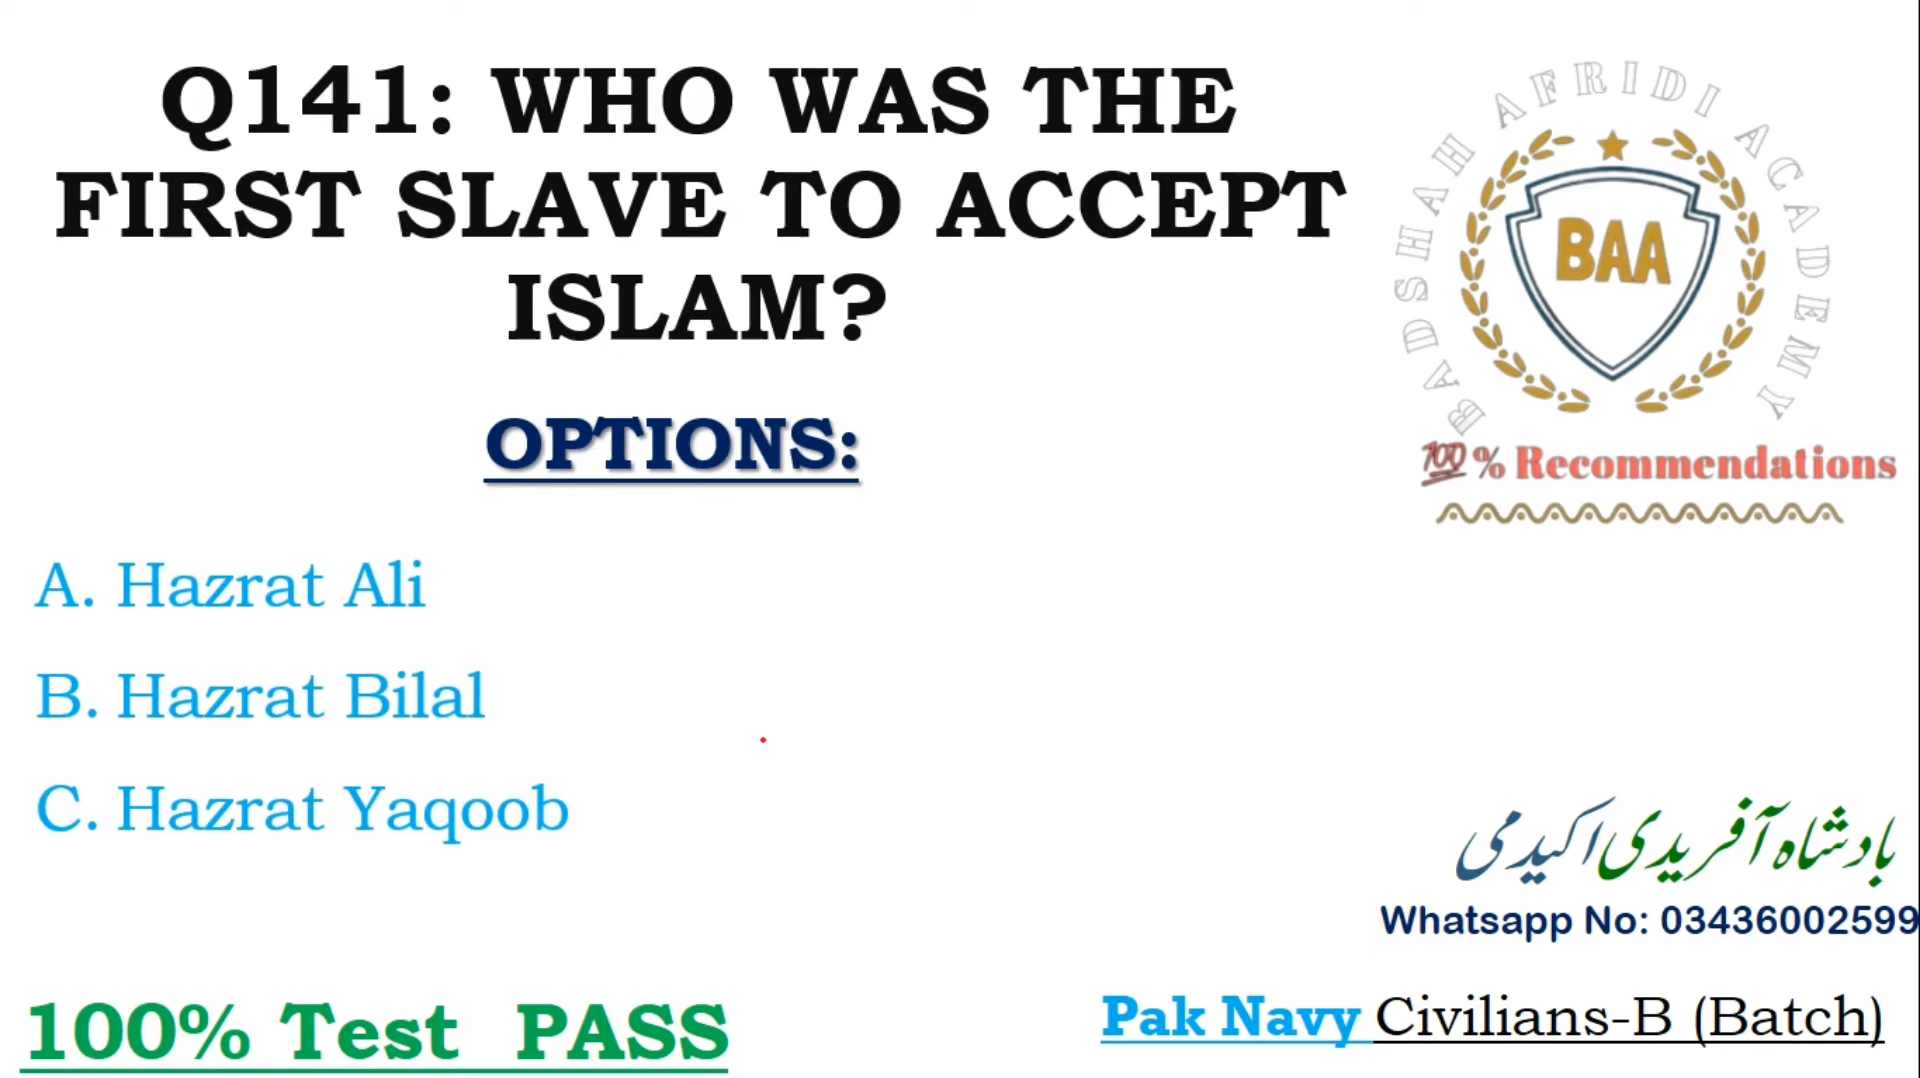 Q141: WHO WAS THE
FIRST SLAVE TO ACCEPT
ISLAM?
BADSHAH AFRIDI ACADEMY
BAA
💯% Recommendations
OPTIONS:
A. Hazrat Ali
B. Hazrat Bilal
C. Hazrat Yaqoob
بادشاہ آفریدی اکیڈمی
Whatsapp No: 03436002599
100% Test PASS
Pak Navy Civilians-B (Batch)